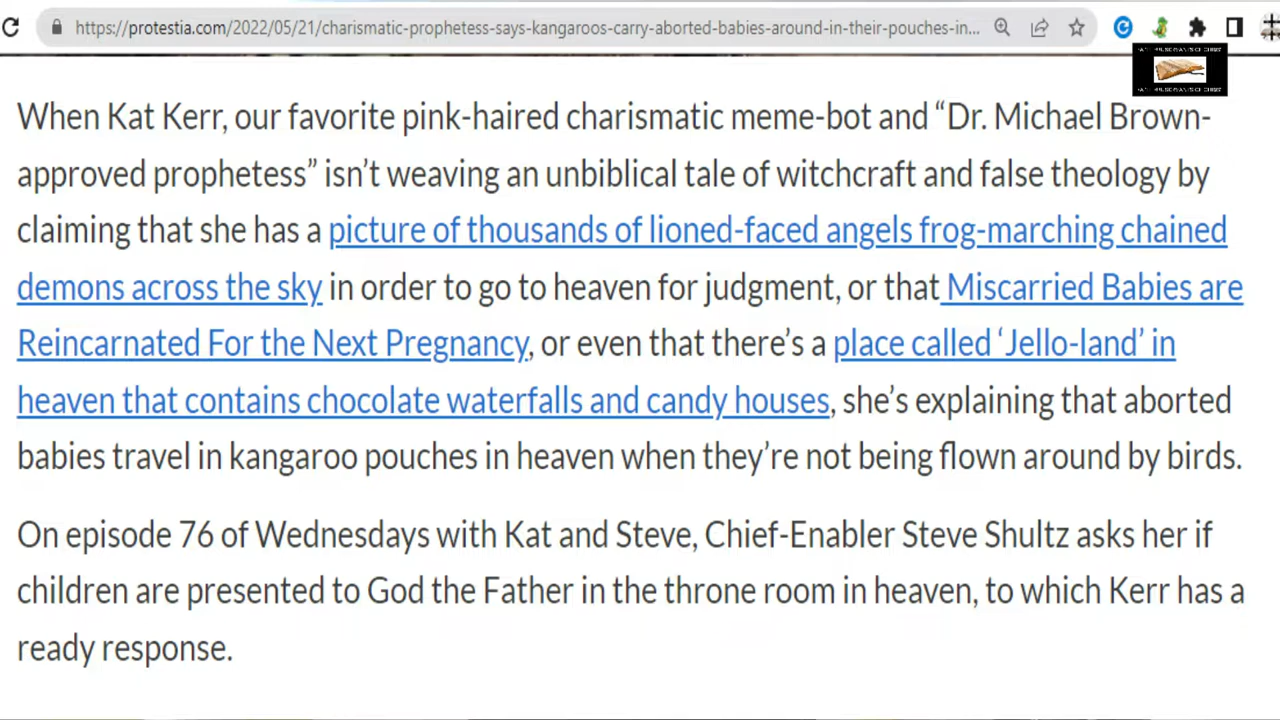 https://protestia.com/2022/05/21/charismatic-prophetess-says-kangaroos-carry-aborted-babies-around-in-their-pouches-in...
When Kat Kerr, our favorite pink-haired charismatic meme-bot and “Dr. Michael Brown-
approved prophetess” isn’t weaving an unbiblical tale of witchcraft and false theology by
claiming that she has a picture of thousands of lioned-faced angels frog-marching chained
demons across the sky in order to go to heaven for judgment, or that Miscarried Babies are
Reincarnated For the Next Pregnancy, or even that there’s a place called ‘Jello-land’ in
heaven that contains chocolate waterfalls and candy houses, she’s explaining that aborted
babies travel in kangaroo pouches in heaven when they’re not being flown around by birds.
On episode 76 of Wednesdays with Kat and Steve, Chief-Enabler Steve Shultz asks her if
children are presented to God the Father in the throne room in heaven, to which Kerr has a
ready response.